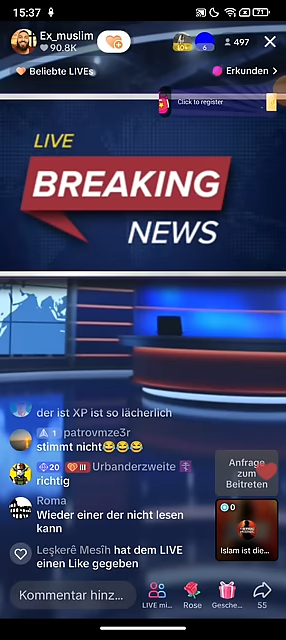 15:37
71
Ex_muslim
90.8K
497
Beliebte LIVEs
Erkunden >
Click to register
LIVE
BREAKING
NEWS
der ist XP ist so lächerlich
1 patrovmze3r
stimmt nicht😂😂😂
20 III Urbanderzweite
richtig
Anfrage
zum
Beitreten
Roma
Wieder einer der nicht lesen
kann
0
Islam ist die...
Leşkerê Mesîh hat dem LIVE
einen Like gegeben
Kommentar hinz...
LIVE mi...
Rose
Gesche...
55